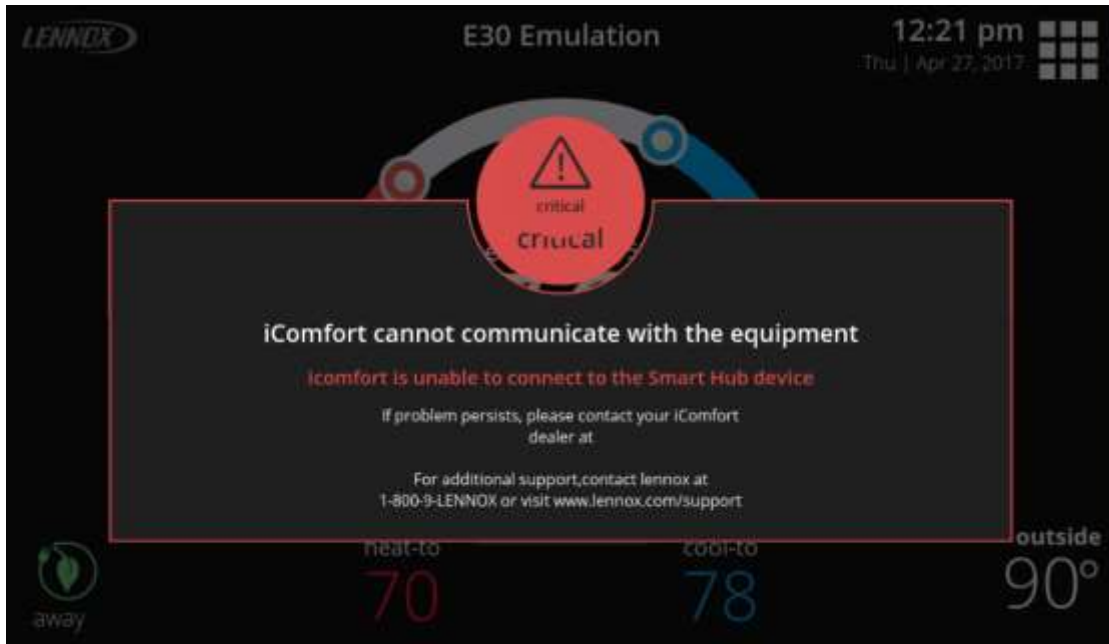 LENNOX
E30 Emulation
12:21 pm
Thu | Apr 27, 2017
critical
critical
iComfort cannot communicate with the equipment
Icomfort is unable to connect to the Smart Hub device
If problem persists, please contact your iComfort
dealer at
For additional support,contact lennox at
1-800-9-LENNOX or visit www.lennox.com/support
heat-to
cool-to
outside
70
78
90°
away